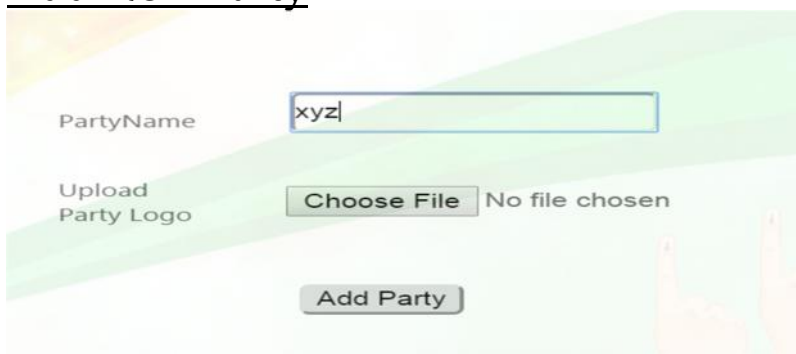 PartyName
xyz
Upload
Party Logo
Choose File No file chosen
Add Party